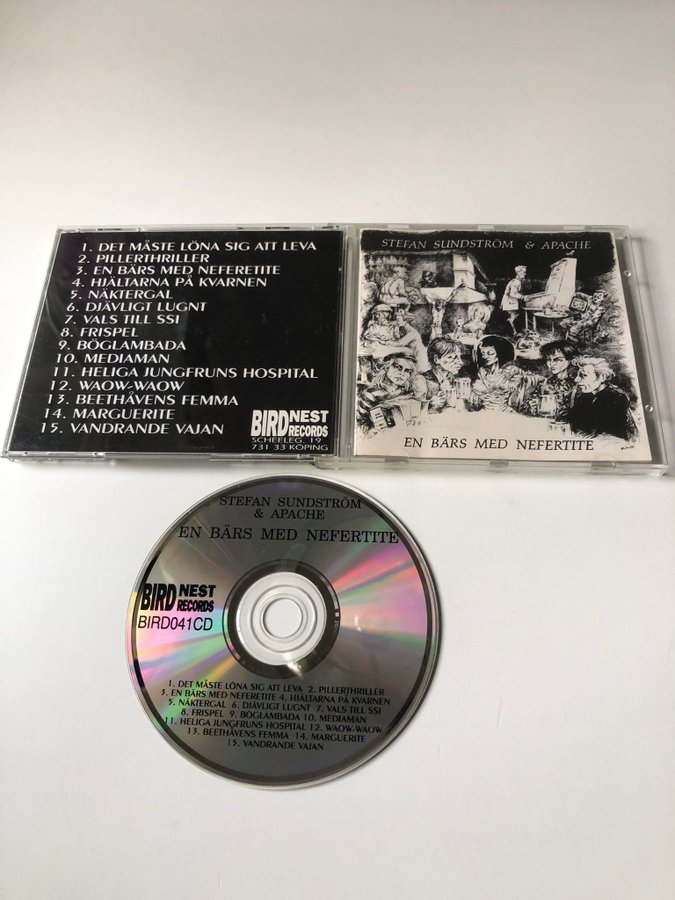 1. DET MÅSTE LÖNA SIG ATT LEVA
2. PILLERTHRILLER
3. EN BÄRS MED NEFERETITE
4. HJÄLTARNA PÅ KVARNEN
5. NÄKTERGAL
6. DJÄVLIGT LUGNT
7. VALS TILL SSI
8. FRISPEL
9. BÖGLAMBADA
10. MEDIAMAN
11. HELIGA JUNGFRUNS HOSPITAL
12. WAOW-WAOW
13. BEETHÅVENS FEMMA
14. MARGUERITE
15. VANDRANDE VAJAN
BIRD NEST
RECORDS
SCHEELEG. 19
731 33 KÖPING
STEFAN SUNDSTRÖM & APACHE
EN BÄRS MED NEFERTITE
STEFAN SUNDSTRÖM
& APACHE
EN BÄRS MED NEFERTITE
BIRD NEST
RECORDS
BIRD041CD
1. DET MÅSTE LÖNA SIG ATT LEVA 2. PILLERTHRILLER
3. EN BÄRS MED NEFERETITE 4. HJÄLTARNA PÅ KVARNEN
5. NÄKTERGAL 6. DJÄVLIGT LUGNT 7. VALS TILL SSI
8. FRISPEL 9. BÖGLAMBADA 10. MEDIAMAN
11. HELIGA JUNGFRUNS HOSPITAL 12. WAOW-WAOW
13. BEETHÅVENS FEMMA 14. MARGUERITE
15. VANDRANDE VAJAN